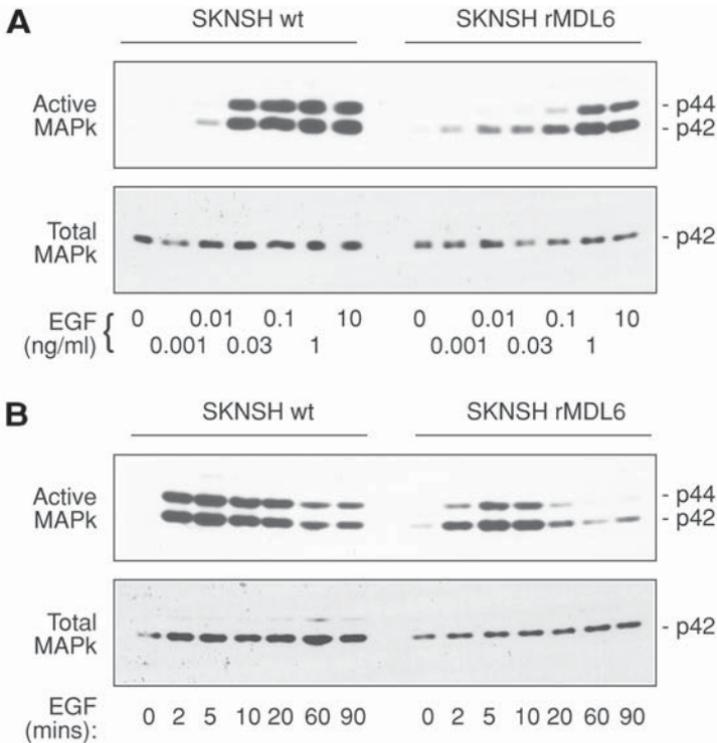 A
SKNSH wt SKNSH rMDL6
Active MAPk
- p44
- p42
Total MAPk
- p42
EGF (ng/ml) {
0 0.01 0.1 10 0 0.01 0.1 10
0.001 0.03 1 0.001 0.03 1
B
SKNSH wt SKNSH rMDL6
Active MAPk
- p44
- p42
Total MAPk
- p42
EGF (mins): 0 2 5 10 20 60 90 0 2 5 10 20 60 90